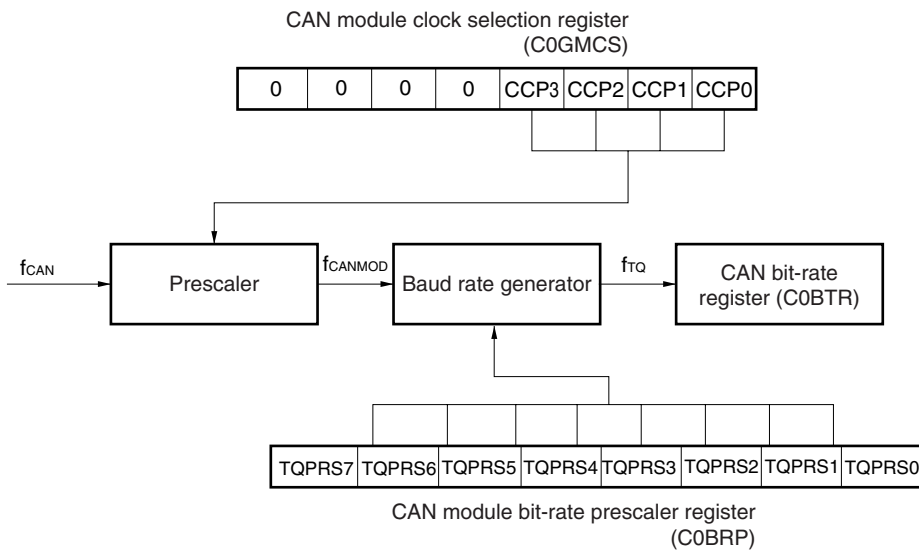 CAN module clock selection register
(C0GMCS)
0 0 0 0 CCP3 CCP2 CCP1 CCP0
fCAN
Prescaler
fCANMOD
Baud rate generator
fTQ
CAN bit-rate
register (C0BTR)
TQPRS7 TQPRS6 TQPRS5 TQPRS4 TQPRS3 TQPRS2 TQPRS1 TQPRS0
CAN module bit-rate prescaler register
(C0BRP)